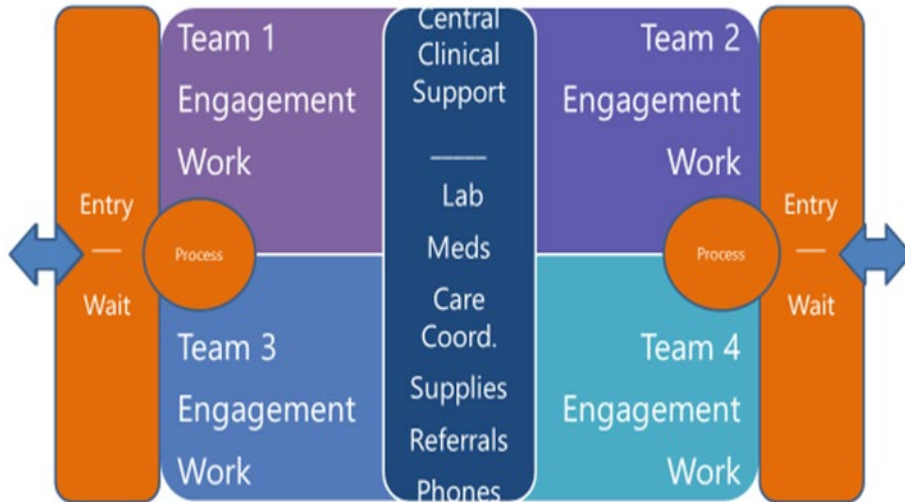 Entry
—
Wait
Process
Team 1
Engagement
Work
Team 3
Engagement
Work
Central
Clinical
Support
_____
Lab
Meds
Care
Coord.
Supplies
Referrals
Phones
Team 2
Engagement
Work
Team 4
Engagement
Work
Process
Entry
—
Wait